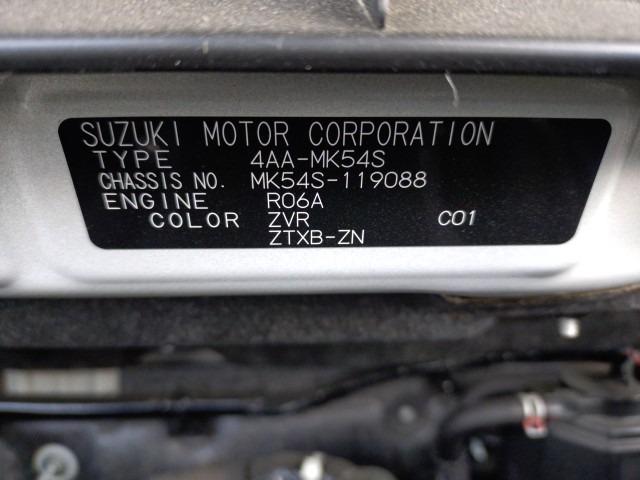 SUZUKI MOTOR CORPORATION
TYPE 4AA-MK54S
CHASSIS NO. MK54S-119088
ENGINE R06A
COLOR ZVR C01
ZTXB-ZN